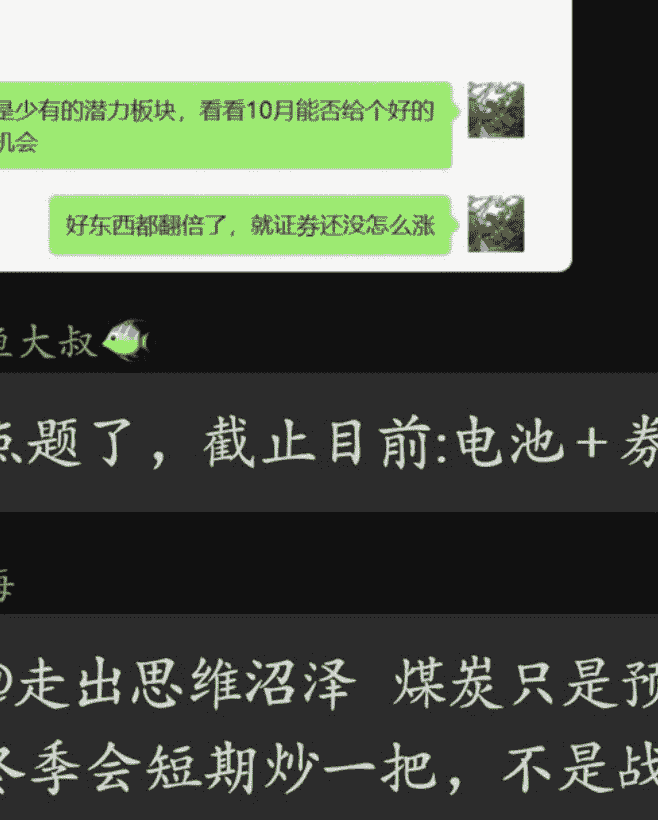 是少有的潜力板块，看看10月能否给个好的
机会
好东西都翻倍了，就证券还没怎么涨
鱼大叔
点题了，截止目前:电池＋券
海
@走出思维沼泽 煤炭只是预
冬季会短期炒一把，不是战